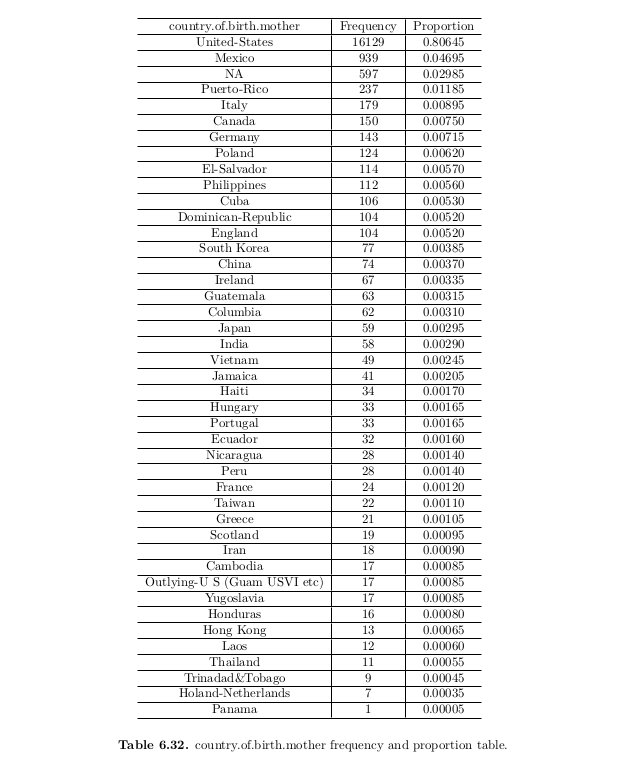 country.of.birth.mother Frequency Proportion
United-States 16129 0.80645
Mexico 939 0.04695
NA 597 0.02985
Puerto-Rico 237 0.01185
Italy 179 0.00895
Canada 150 0.00750
Germany 143 0.00715
Poland 124 0.00620
El-Salvador 114 0.00570
Philippines 112 0.00560
Cuba 106 0.00530
Dominican-Republic 104 0.00520
England 104 0.00520
South Korea 77 0.00385
China 74 0.00370
Ireland 67 0.00335
Guatemala 63 0.00315
Columbia 62 0.00310
Japan 59 0.00295
India 58 0.00290
Vietnam 49 0.00245
Jamaica 41 0.00205
Haiti 34 0.00170
Hungary 33 0.00165
Portugal 33 0.00165
Ecuador 32 0.00160
Nicaragua 28 0.00140
Peru 28 0.00140
France 24 0.00120
Taiwan 22 0.00110
Greece 21 0.00105
Scotland 19 0.00095
Iran 18 0.00090
Cambodia 17 0.00085
Outlying-U S (Guam USVI etc) 17 0.00085
Yugoslavia 17 0.00085
Honduras 16 0.00080
Hong Kong 13 0.00065
Laos 12 0.00060
Thailand 11 0.00055
Trinadad&Tobago 9 0.00045
Holand-Netherlands 7 0.00035
Panama 1 0.00005
Table 6.32. country.of.birth.mother frequency and proportion table.